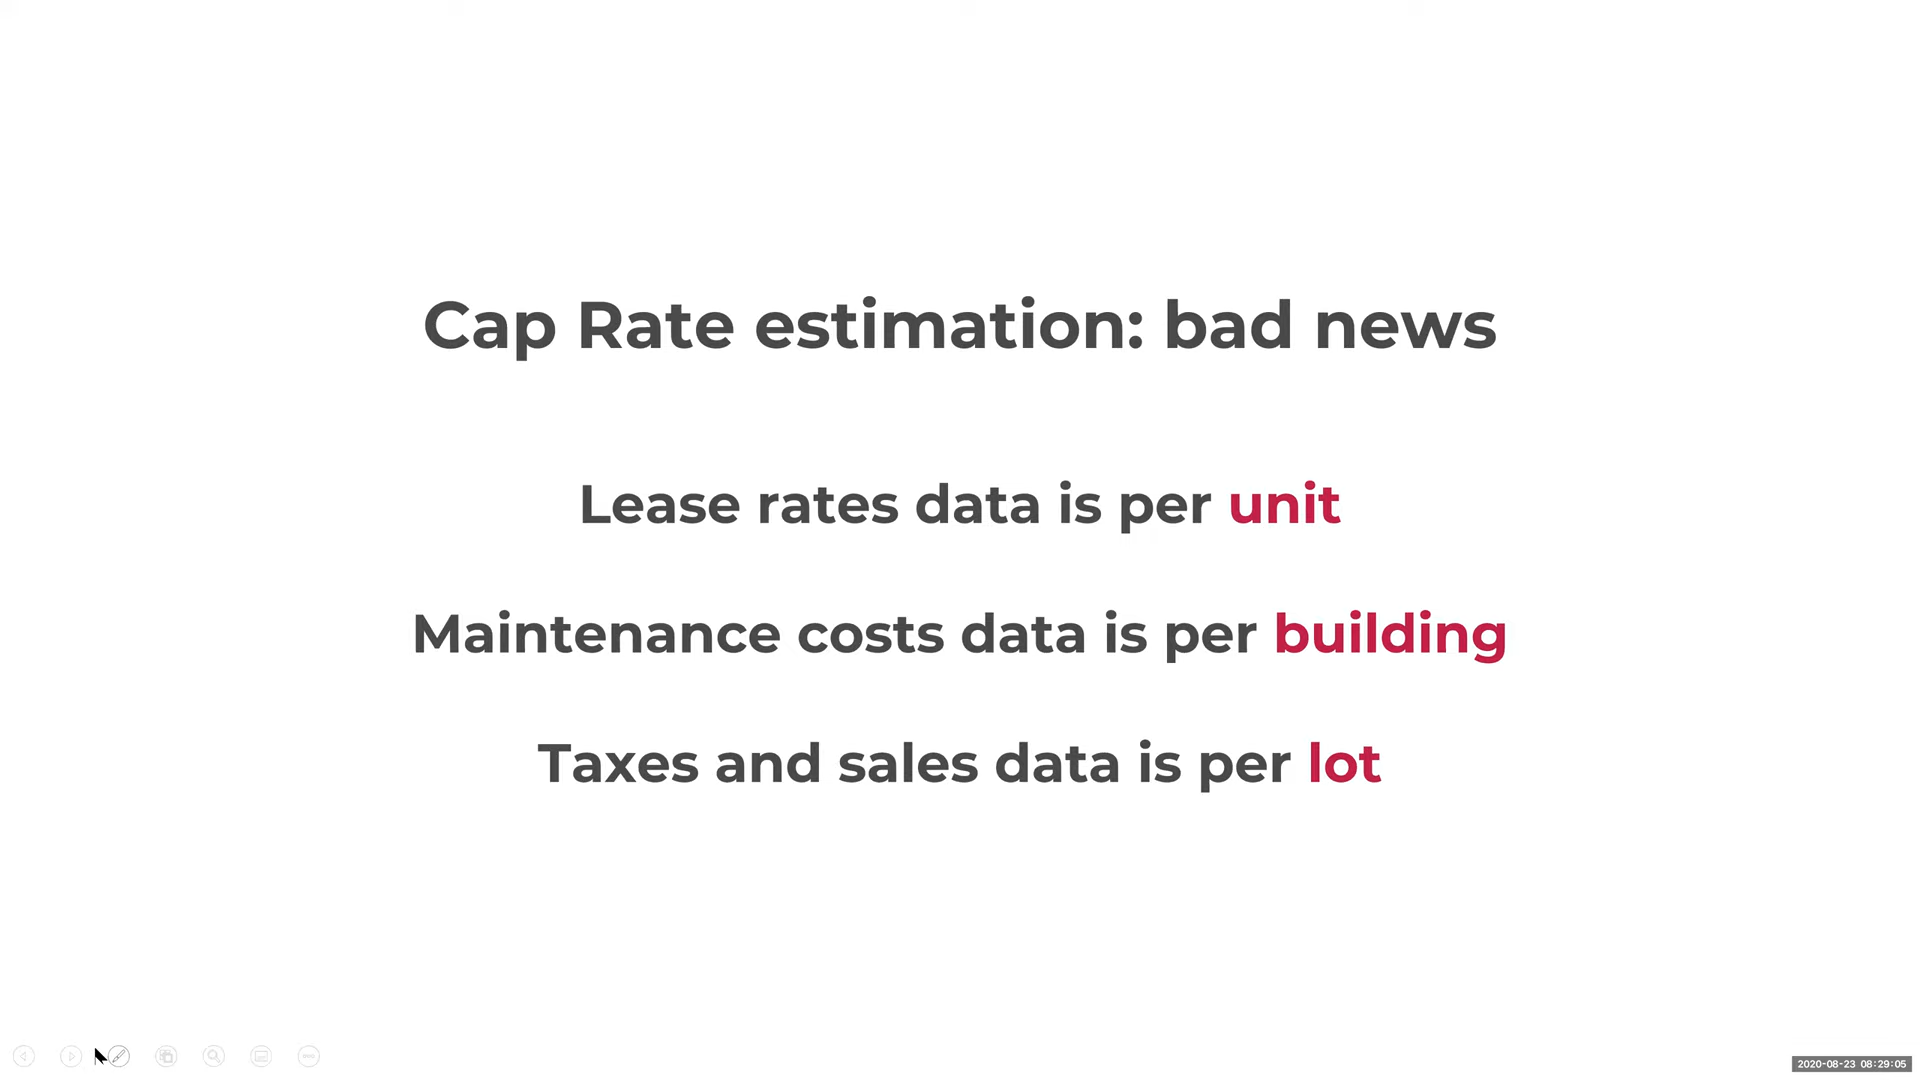 Cap Rate estimation: bad news
Lease rates data is per unit
Maintenance costs data is per building
Taxes and sales data is per lot
2020-08-23 08:29:05